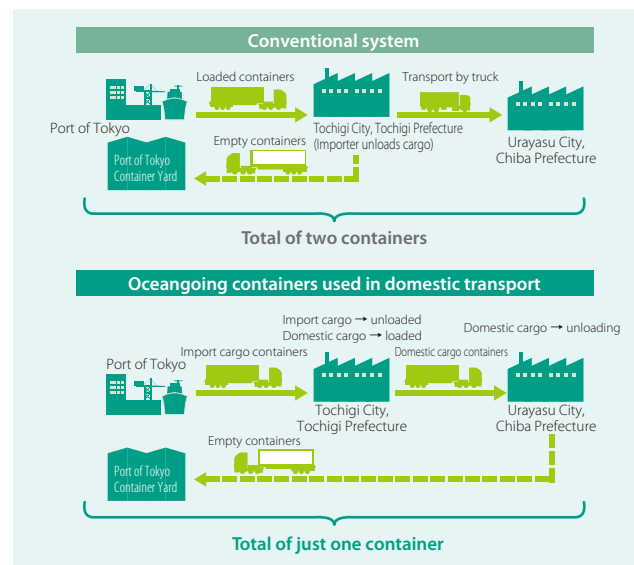 Conventional system
Loaded containers
Transport by truck
Port of Tokyo
Tochigi City, Tochigi Prefecture
(Importer unloads cargo)
Urayasu City,
Chiba Prefecture
Empty containers
Port of Tokyo
Container Yard
Total of two containers
Oceangoing containers used in domestic transport
Import cargo → unloaded
Domestic cargo → loaded
Domestic cargo → unloading
Port of Tokyo
Import cargo containers
Domestic cargo containers
Tochigi City,
Tochigi Prefecture
Urayasu City,
Chiba Prefecture
Empty containers
Port of Tokyo
Container Yard
Total of just one container